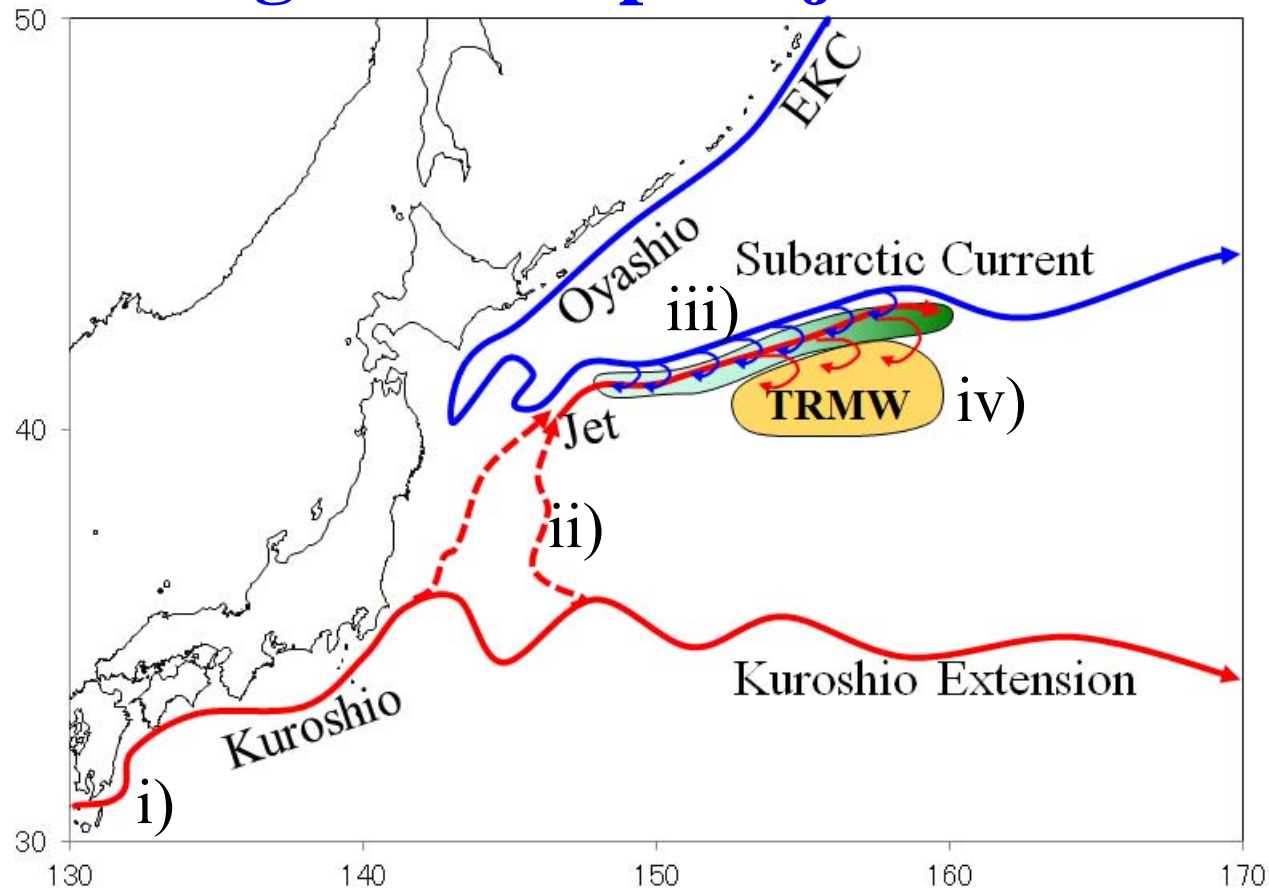 50
EKC
Oyashio
Subarctic Current
iii)
TRMW
iv)
40
Jet
ii)
Kuroshio Extension
Kuroshio
i)
30
130 140 150 160 170